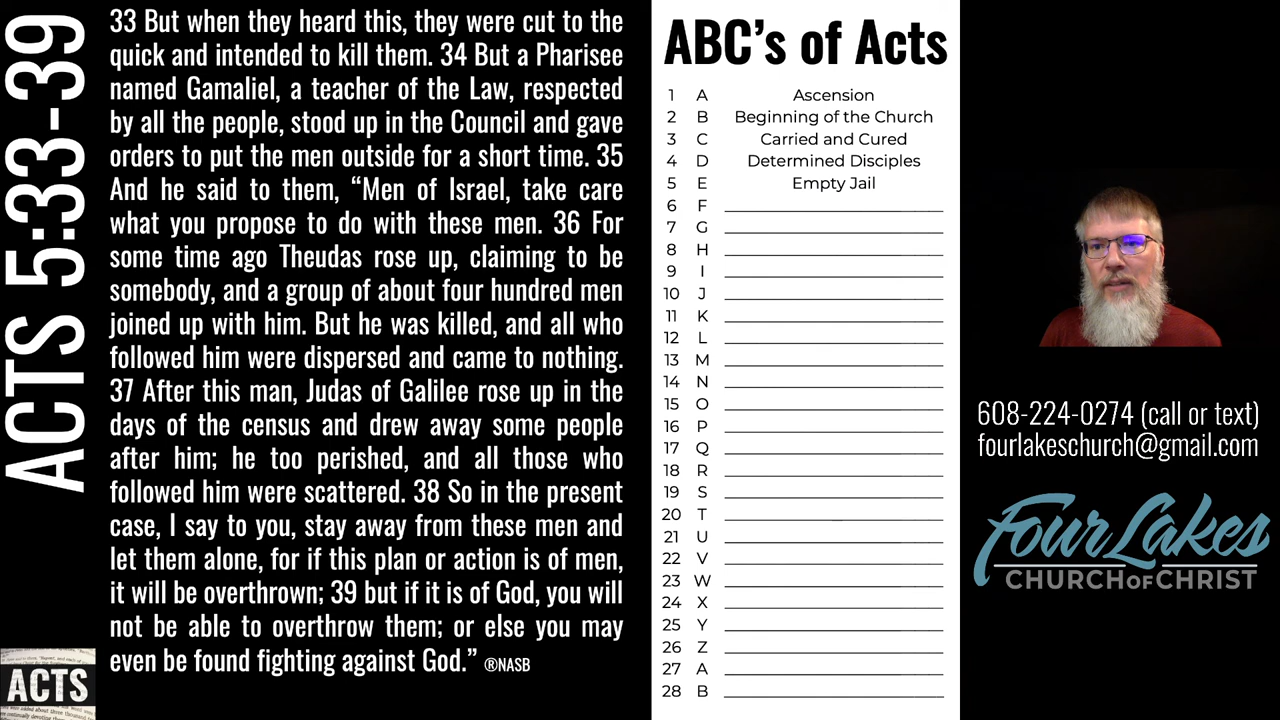 ACTS 5:33-39
33 But when they heard this, they were cut to the
quick and intended to kill them. 34 But a Pharisee
named Gamaliel, a teacher of the Law, respected
by all the people, stood up in the Council and gave
orders to put the men outside for a short time. 35
And he said to them, “Men of Israel, take care
what you propose to do with these men. 36 For
some time ago Theudas rose up, claiming to be
somebody, and a group of about four hundred men
joined up with him. But he was killed, and all who
followed him were dispersed and came to nothing.
37 After this man, Judas of Galilee rose up in the
days of the census and drew away some people
after him; he too perished, and all those who
followed him were scattered. 38 So in the present
case, I say to you, stay away from these men and
let them alone, for if this plan or action is of men,
it will be overthrown; 39 but if it is of God, you will
not be able to overthrow them; or else you may
even be found fighting against God.” ®NASB
ACTS
ABC’s of Acts
1 A Ascension
2 B Beginning of the Church
3 C Carried and Cured
4 D Determined Disciples
5 E Empty Jail
6 F
7 G
8 H
9 I
10 J
11 K
12 L
13 M
14 N
15 O
16 P
17 Q
18 R
19 S
20 T
21 U
22 V
23 W
24 X
25 Y
26 Z
27 A
28 B
608-224-0274 (call or text)
fourlakeschurch@gmail.com
Four Lakes
CHURCH OF CHRIST